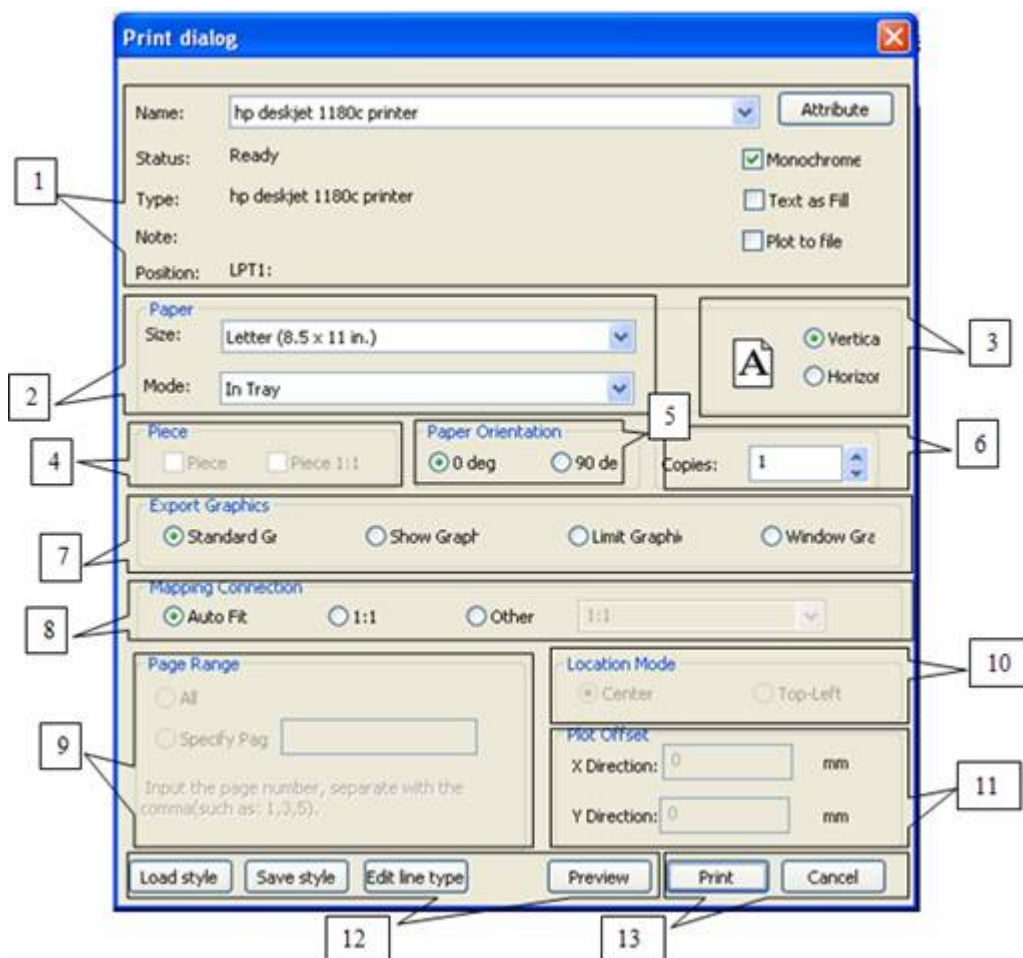 Print dialog
Name: hp deskjet 1180c printer Attribute
Status: Ready Monochrome
1
Type: hp deskjet 1180c printer Text as Fill
Note: Plot to file
Position: LPT1:
Paper
Size: Letter (8.5 x 11 in.) Vertica
3
A
Mode: In Tray Horizor
2
5
Piece Paper Orientation
4 Piece Piece 1:1 0 deg 90 de Copies: 1 6
Export Graphics
Standard Gr Show Graph Limit Graphi Window Gra
7
Mapping Connection
8 Auto Fit 1:1 Other 1:1
Page Range Location Mode 10
All Center Top-Left
9 Specify Pag Plot Offset
X Direction: 0 mm
Input the page number, separate with the
comma(such as: 1,3,5).
11
Y Direction: 0 mm
Load style Save style Edit line type Preview Print Cancel
12 13